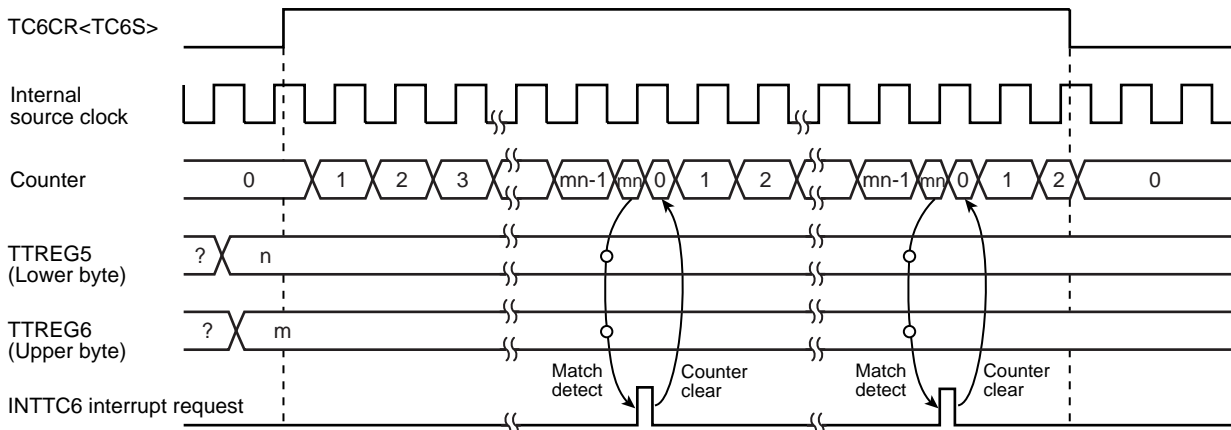 TC6CR<TC6S>
Internal
source clock
Counter
0 1 2 3 mn-1 mn 0 1 2 mn-1 mn 0 1 2 0
TTREG5
(Lower byte)
? n
TTREG6
(Upper byte)
? m
Match
detect
Counter
clear
Match
detect
Counter
clear
INTTC6 interrupt request